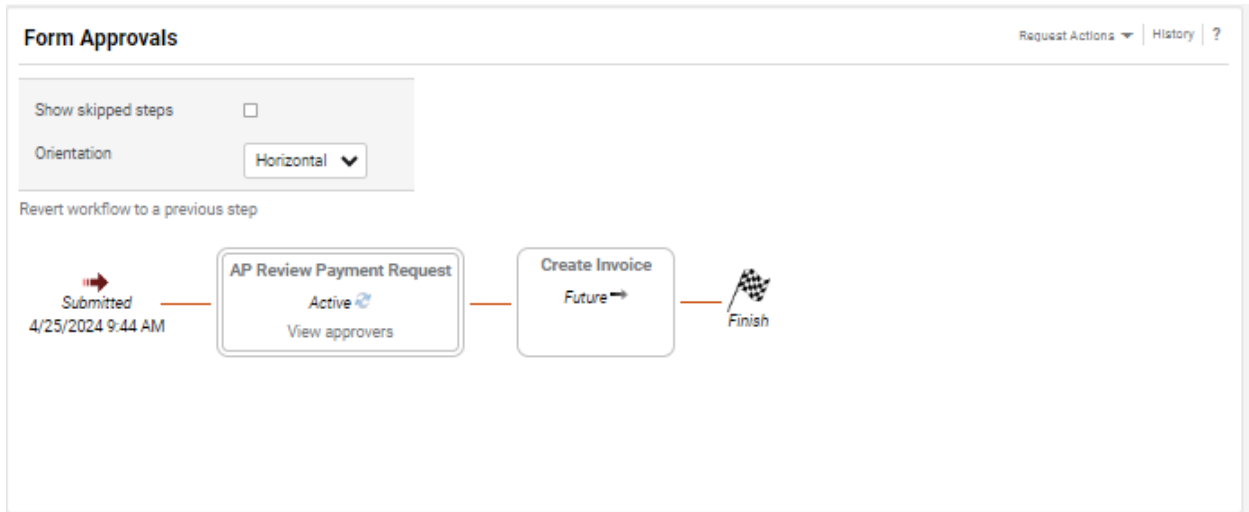 Form Approvals
Request Actions
History
?
Show skipped steps
Orientation
Horizontal
Revert workflow to a previous step
Submitted
4/25/2024 9:44 AM
AP Review Payment Request
Active
View approvers
Create Invoice
Future
Finish